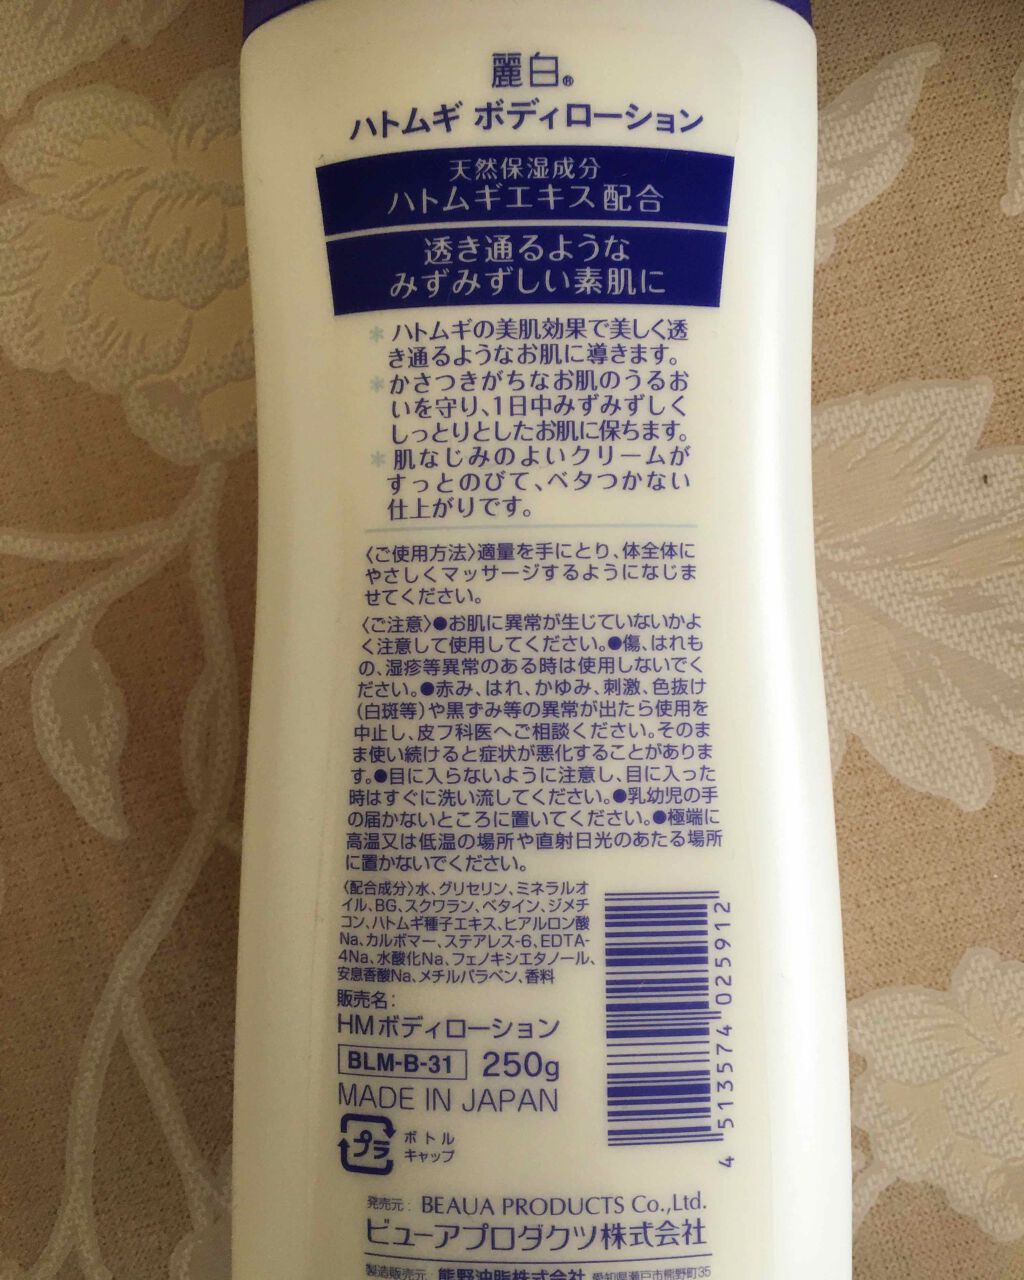 麗白®
ハトムギ ボディローション
天然保湿成分
ハトムギエキス配合
透き通るような
みずみずしい素肌に
*ハトムギの美肌効果で美しく透
き通るようなお肌に導きます。
*かさつきがちなお肌のうるお
いを守り、1日中みずみずしく
しっとりとしたお肌に保ちます。
*肌なじみのよいクリームが
すっとのびて、ベタつかない
仕上がりです。
〈ご使用方法〉適量を手にとり、体全体に
やさしくマッサージするようになじま
せてください。
〈ご注意〉●お肌に異常が生じていないかよ
く注意して使用してください。●傷、はれも
の、湿疹等異常のある時は使用しないでく
ださい。●赤み、はれ、かゆみ、刺激、色抜け
(白斑等)や黒ずみ等の異常が出たら使用を
中止し、皮フ科医へご相談ください。そのま
ま使い続けると症状が悪化することがありま
す。●目に入らないように注意し、目に入った
時はすぐに洗い流してください。●乳幼児の手
の届かないところに置いてください。●極端に
高温又は低温の場所や直射日光のあたる場所
に置かないでください。
〈配合成分〉水、グリセリン、ミネラルオ
イル、BG、スクワラン、ベタイン、ジメチ
コン、ハトムギ種子エキス、ヒアルロン酸
Na、カルボマー、ステアレス-6、EDTA-
4Na、水酸化Na、フェノキシエタノール、
安息香酸Na、メチルパラベン、香料
販売名:
HMボディローション
BLM-B-31 250g
MADE IN JAPAN
プラ ボトル
キャップ
4 513574 025912
発売元: BEAUA PRODUCTS Co.,Ltd.
ビューアプロダクツ株式会社
製造販売元: 熊野油脂株式会社 愛知県瀬戸市熊野町35